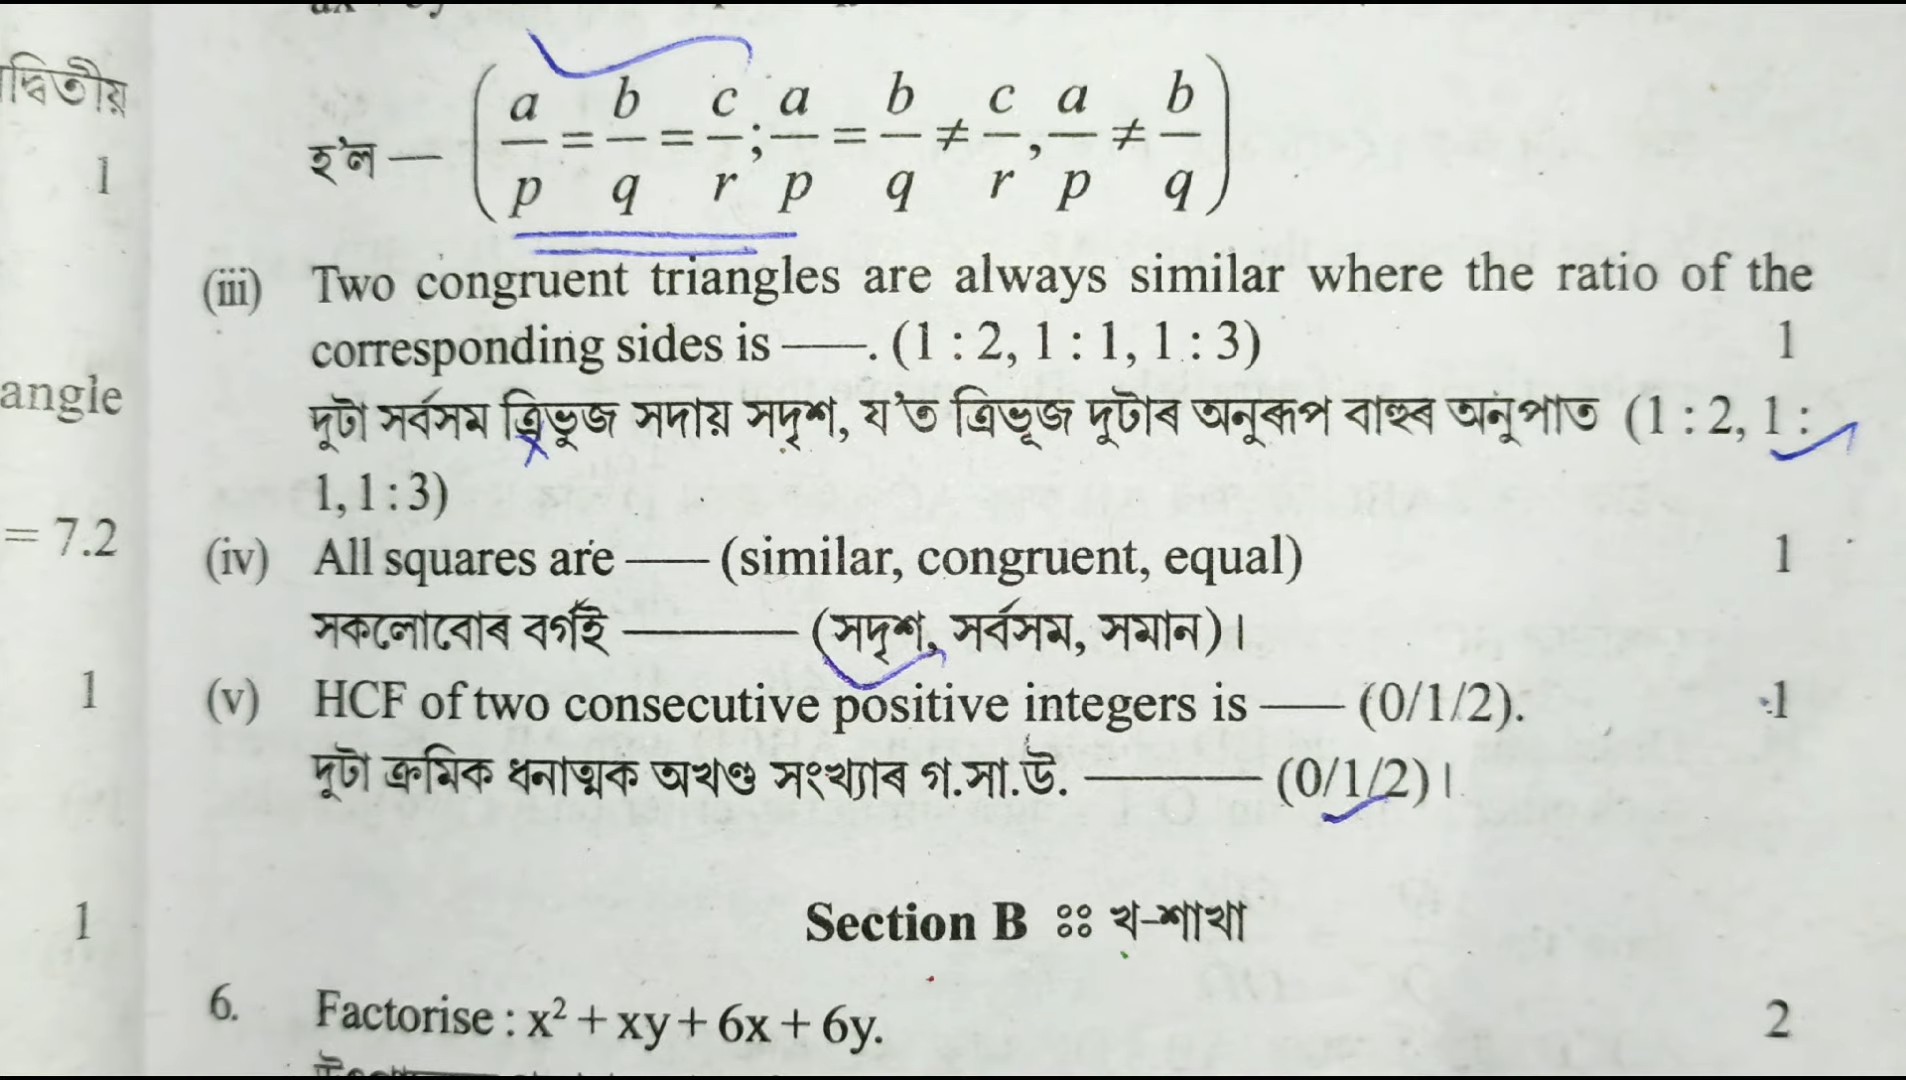 দ্বিতীয়
1
হ'ল — (a/p = b/q = c/r; a/p = b/q ≠ c/r, a/p ≠ b/q)
(iii) Two congruent triangles are always similar where the ratio of the
corresponding sides is ——. (1 : 2, 1 : 1, 1 : 3) 1
angle
দুটা সৰ্বসম ত্ৰিভুজ সদায় সদৃশ, য'ত ত্ৰিভূজ দুটাৰ অনুৰূপ বাহুৰ অনুপাত (1 : 2, 1 :
1, 1 : 3)
= 7.2
(iv) All squares are —— (similar, congruent, equal) 1
সকলোবোৰ বৰ্গই ——— (সদৃশ, সৰ্বসম, সমান)।
1
(v) HCF of two consecutive positive integers is —— (0/1/2). 1
দুটা ক্ৰমিক ধনাত্মক অখণ্ড সংখ্যাৰ গ.সা.উ. ——— (0/1/2)।
1
Section B ঃঃ খ-শাখা
6. Factorise : x² + xy + 6x + 6y. 2